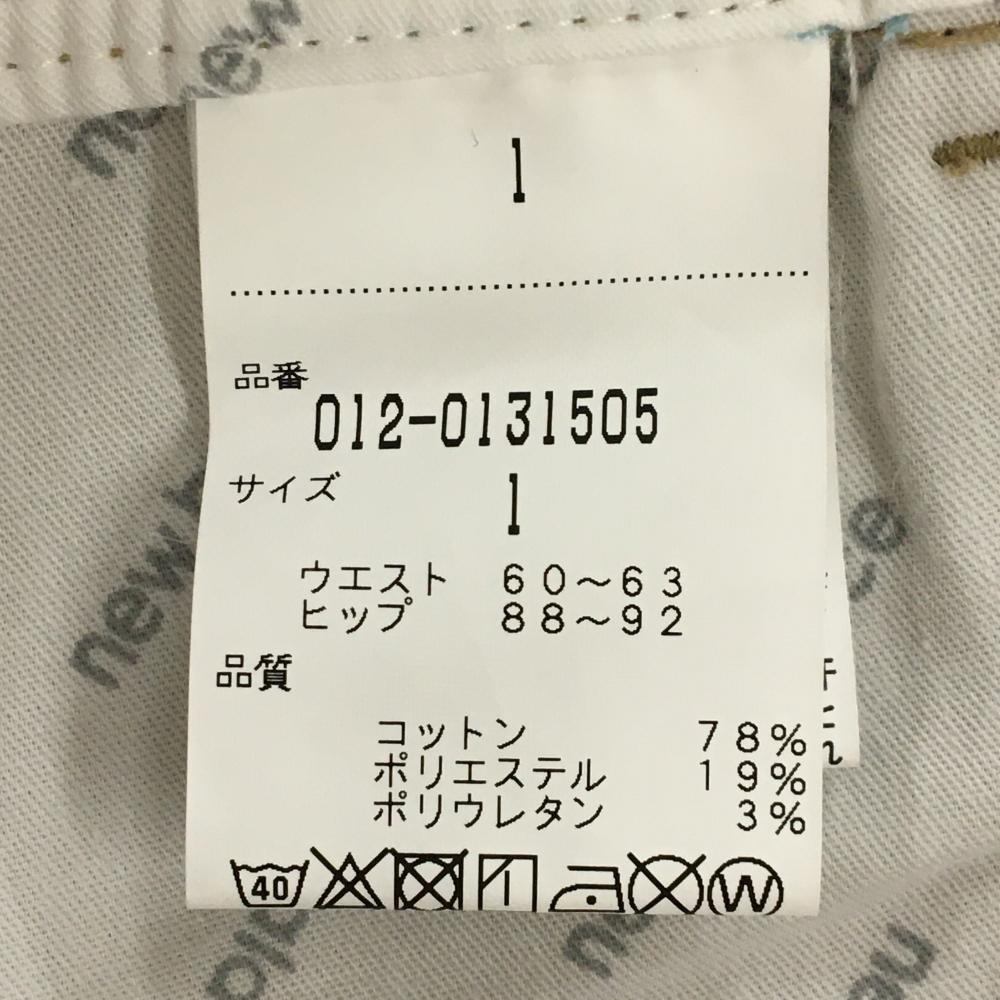 new
1
品番
012-0131505
サイズ
1
ウエスト 60～63
ヒップ 88～92
品質
コットン 78%
ポリエステル 19%
ポリウレタン 3%
40
W
new